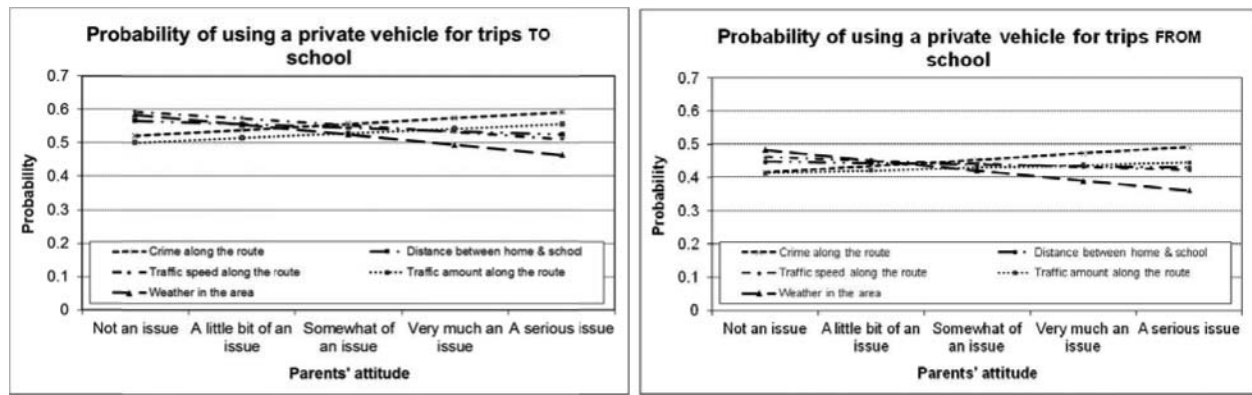 Probability of using a private vehicle for trips TO
school
0.7
0.6
0.5
0.4
0.3
0.2
0.1
0
Probability
Crime along the route
Distance between home & school
Traffic speed along the route
Traffic amount along the route
Weather in the area
Not an issue
A little bit of an
issue
Somewhat of
an issue
Very much an
issue
A serious issue
Parents' attitude
Probability of using a private vehicle for trips FROM
school
0.7
0.6
0.5
0.4
0.3
0.2
0.1
0
Probability
Crime along the route
Distance between home & school
Traffic speed along the route
Traffic amount along the route
Weather in the area
Not an issue
A little bit of an
issue
Somewhat of
an issue
Very much an
issue
A serious issue
Parents' attitude